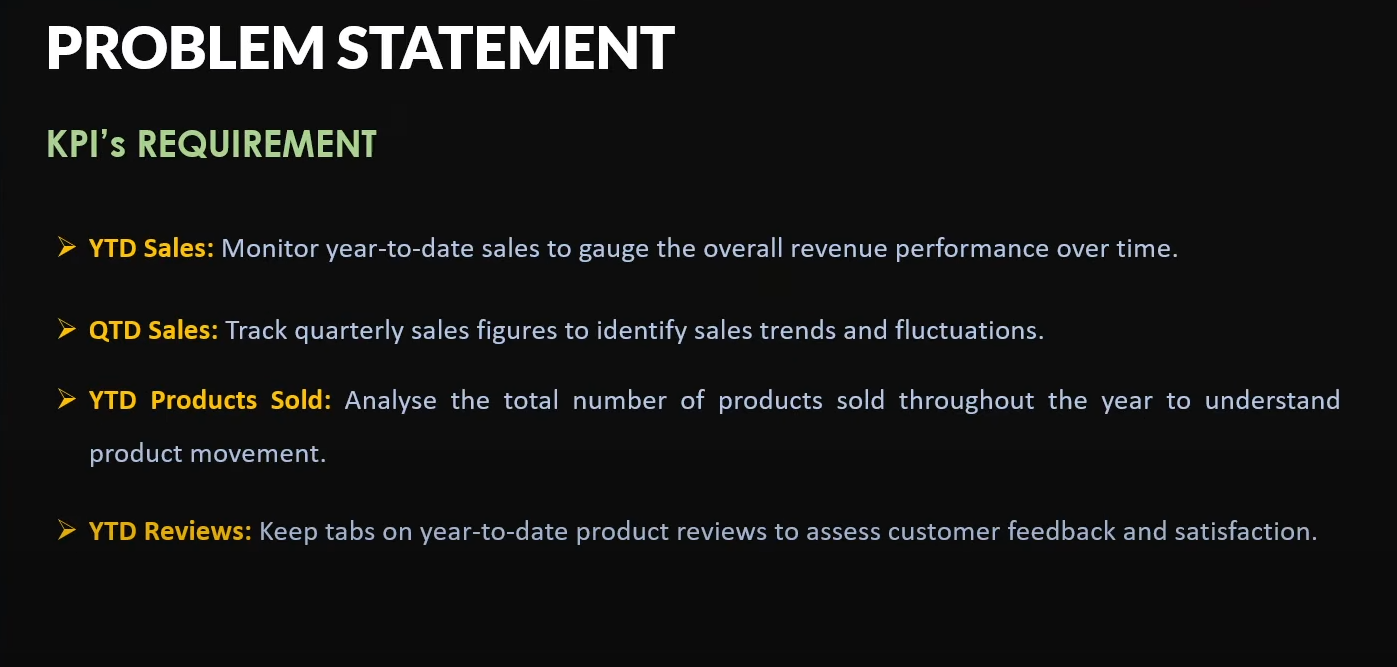 PROBLEM STATEMENT
KPI’s REQUIREMENT
➢ YTD Sales: Monitor year-to-date sales to gauge the overall revenue performance over time.
➢ QTD Sales: Track quarterly sales figures to identify sales trends and fluctuations.
➢ YTD Products Sold: Analyse the total number of products sold throughout the year to understand
product movement.
➢ YTD Reviews: Keep tabs on year-to-date product reviews to assess customer feedback and satisfaction.